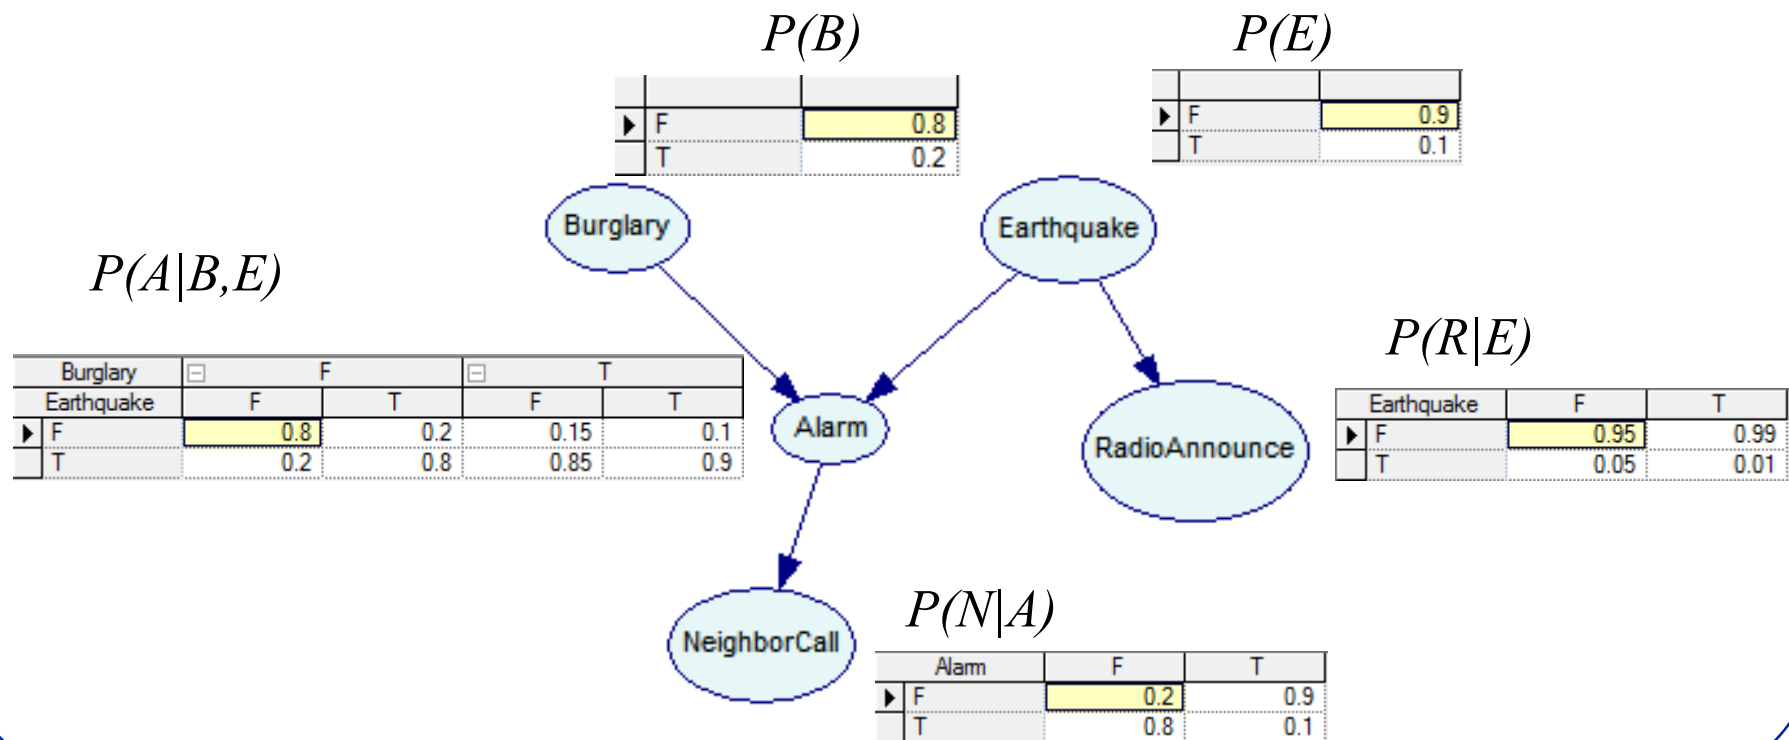 P(B)
P(E)
F 0.8
T 0.2
F 0.9
T 0.1
Burglary
Earthquake
P(A|B,E)
P(R|E)
Burglary F T
Earthquake F T F T
F 0.8 0.2 0.15 0.1
T 0.2 0.8 0.85 0.9
Alarm
RadioAnnounce
Earthquake F T
F 0.95 0.99
T 0.05 0.01
NeighborCall
P(N|A)
Alarm F T
F 0.2 0.9
T 0.8 0.1